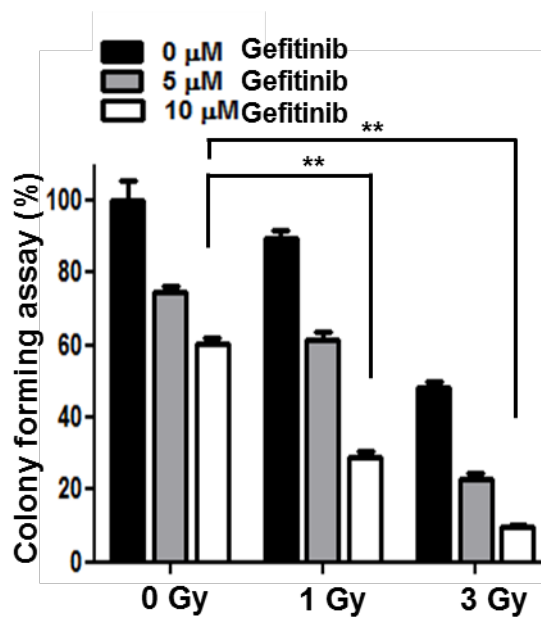 0 μM Gefitinib
5 μM Gefitinib
10 μM Gefitinib
**
**
Colony forming assay (%)
100
80
60
40
20
0
0 Gy 1 Gy 3 Gy